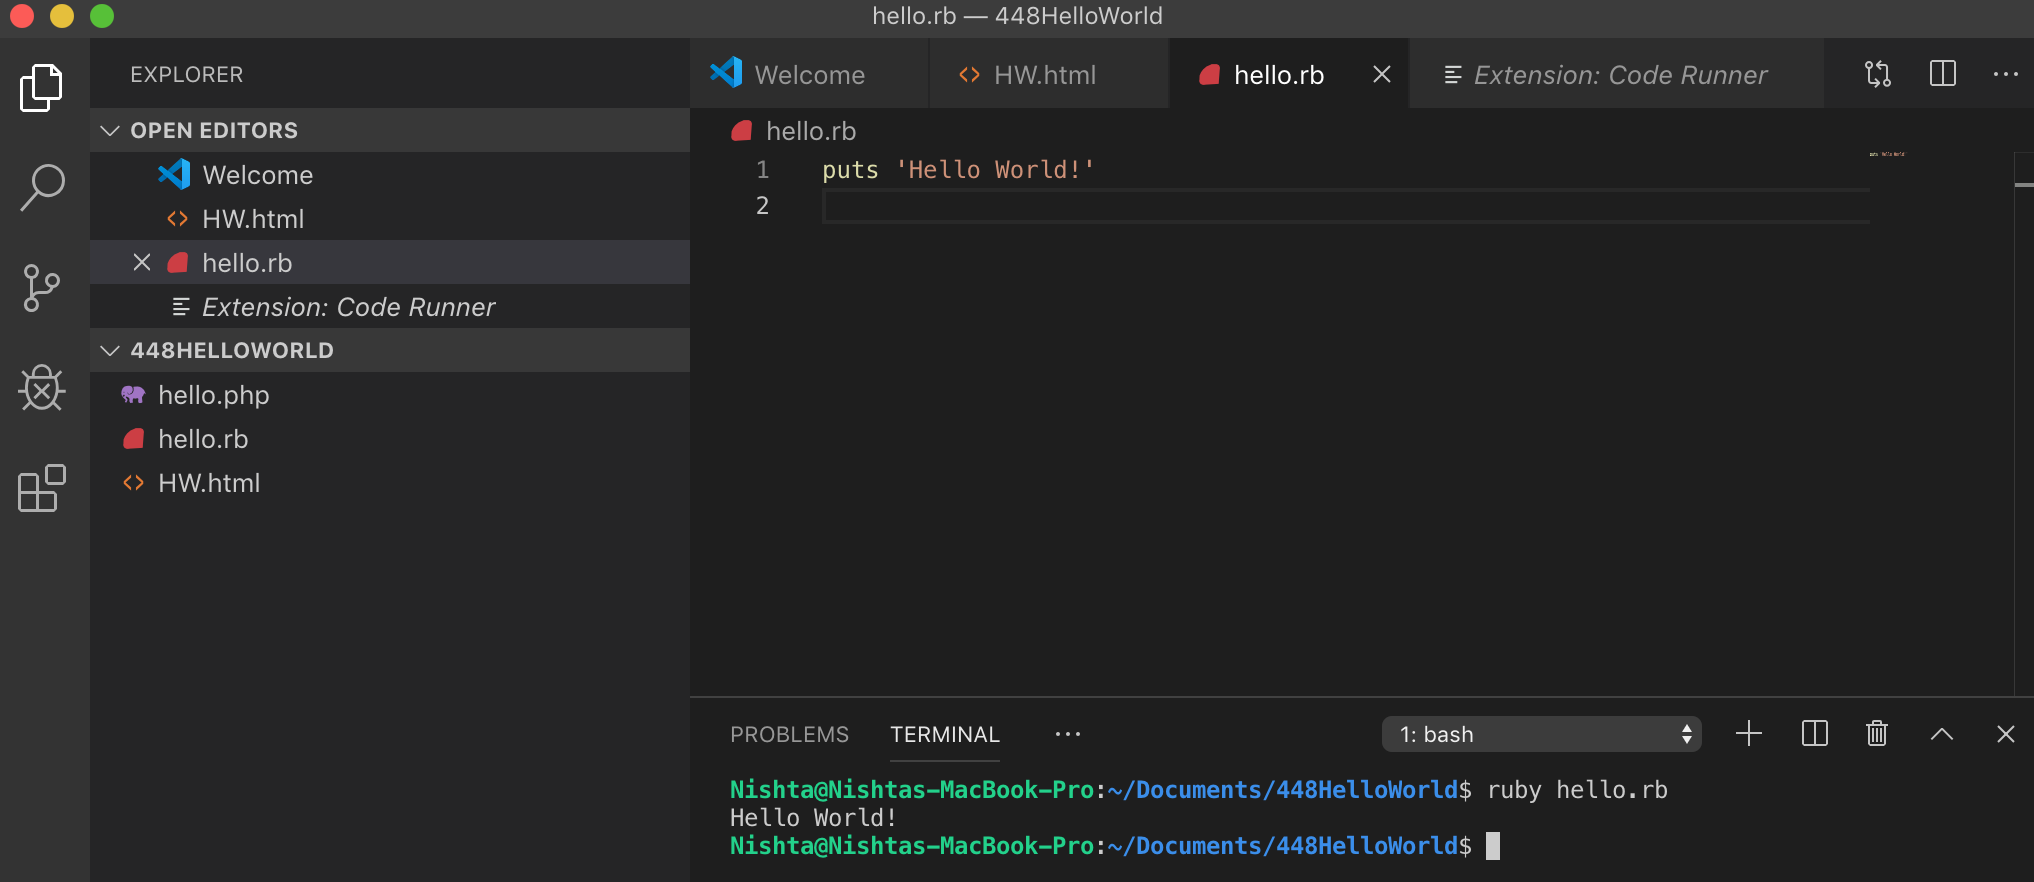 hello.rb — 448HelloWorld
EXPLORER
OPEN EDITORS
Welcome
HW.html
hello.rb
Extension: Code Runner
448HELLOWORLD
hello.php
hello.rb
HW.html
Welcome
HW.html
hello.rb
Extension: Code Runner
hello.rb
1 puts 'Hello World!'
2
puts 'Hello World!'
PROBLEMS
TERMINAL
1: bash
Nishta@Nishtas-MacBook-Pro:~/Documents/448HelloWorld$ ruby hello.rb
Hello World!
Nishta@Nishtas-MacBook-Pro:~/Documents/448HelloWorld$